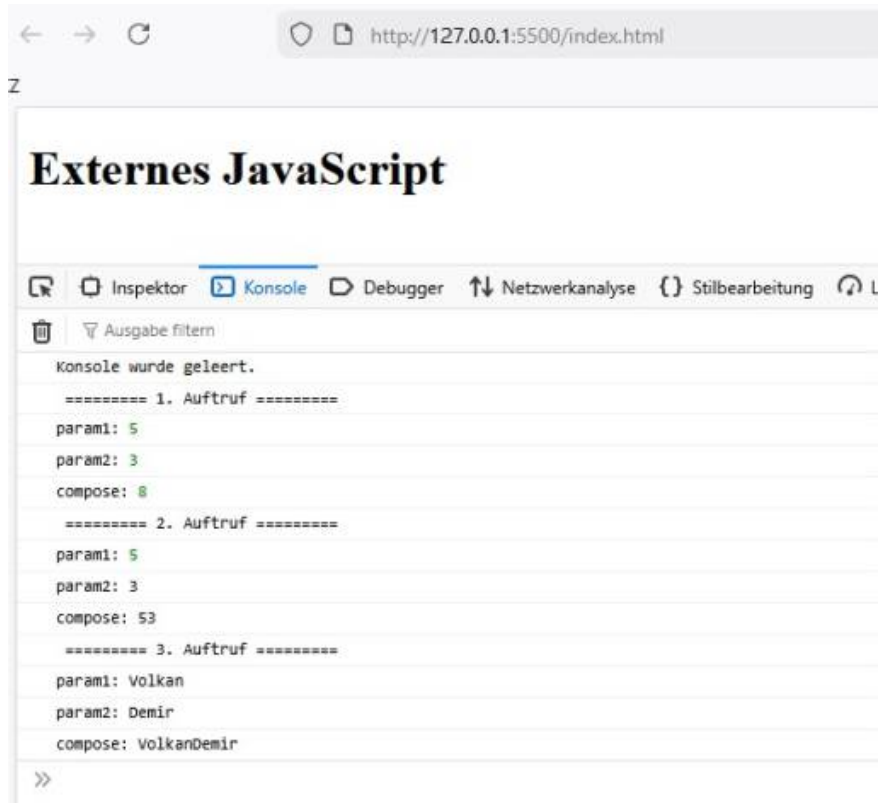 http://127.0.0.1:5500/index.html
Z
Externes JavaScript
Inspektor Konsole Debugger Netzwerkanalyse {} Stilbearbeitung L
Ausgabe filtern
Konsole wurde geleert.
========= 1. Auftruf =========
param1: 5
param2: 3
compose: 8
========= 2. Auftruf =========
param1: 5
param2: 3
compose: 53
========= 3. Auftruf =========
param1: Volkan
param2: Demir
compose: VolkanDemir